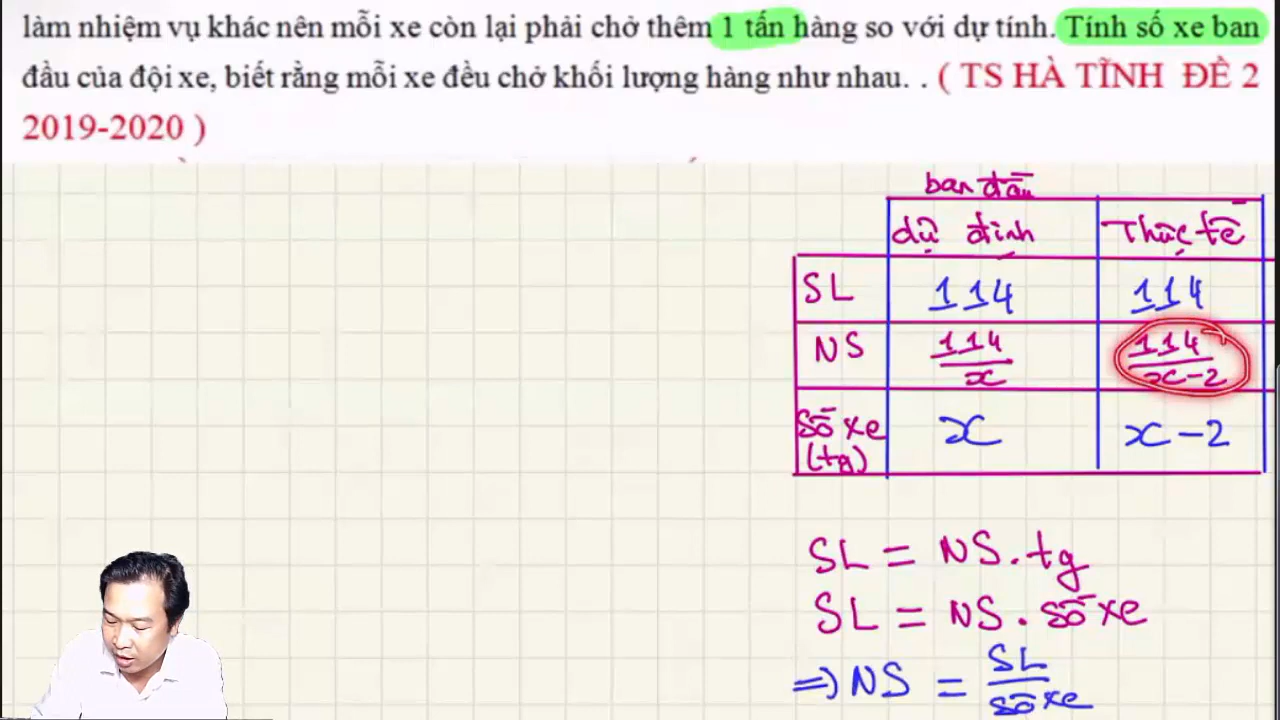 làm nhiệm vụ khác nên mỗi xe còn lại phải chở thêm 1 tấn hàng so với dự tính. Tính số xe ban
đầu của đội xe, biết rằng mỗi xe đều chở khối lượng hàng như nhau. . ( TS HÀ TĨNH ĐỀ 2
2019-2020 )
ban đầu
dự định Thực tế
SL 114 114
NS 114/x 114/x-2
số xe (tg) x x-2
SL = NS.tg
SL = NS.số xe
=> NS = SL/số xe